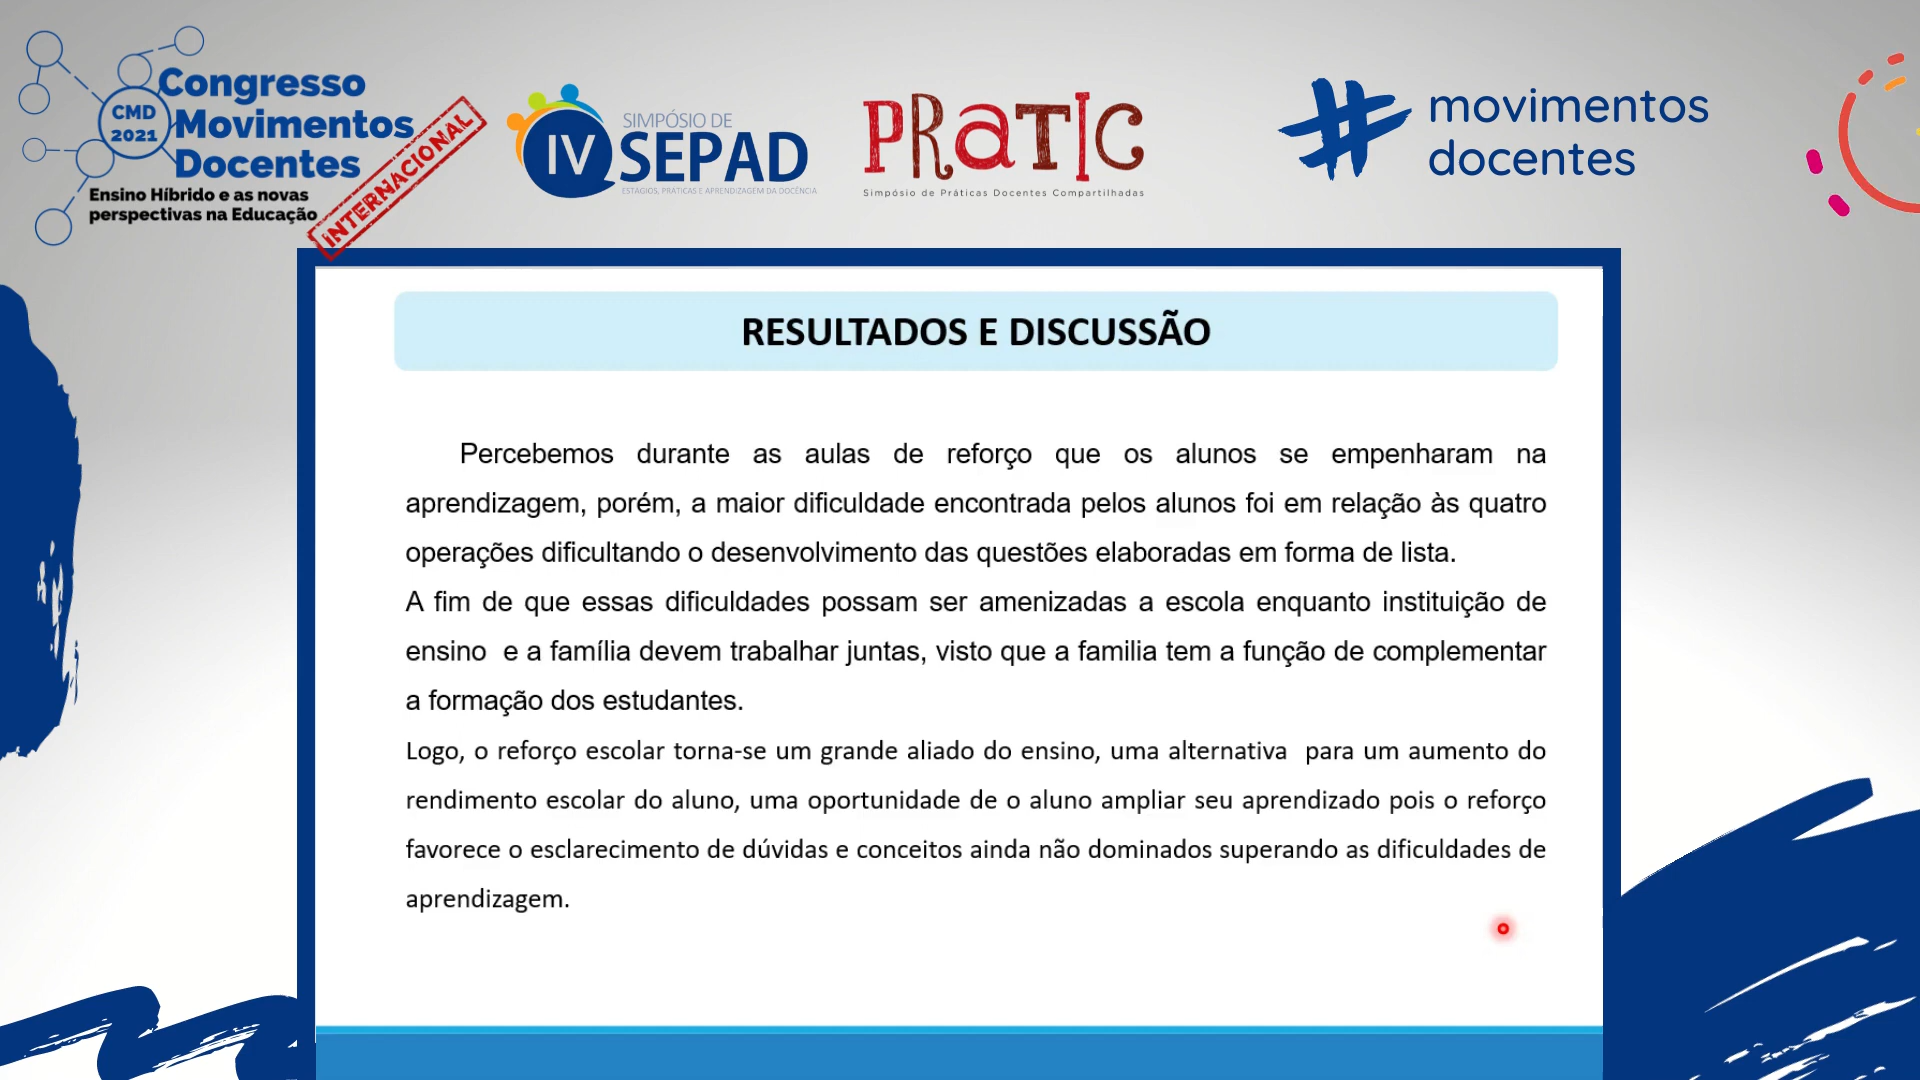 CMD
2021
Congresso
Movimentos
Docentes
Ensino Híbrido e as novas
perspectivas na Educação
INTERNACIONAL
IV
SIMPÓSIO DE
SEPAD
ESTÁGIOS, PRÁTICAS E APRENDIZAGEM DA DOCÊNCIA
PRATIC
Simpósio de Práticas Docentes Compartilhadas
# movimentos
docentes
RESULTADOS E DISCUSSÃO
Percebemos durante as aulas de reforço que os alunos se empenharam na
aprendizagem, porém, a maior dificuldade encontrada pelos alunos foi em relação às quatro
operações dificultando o desenvolvimento das questões elaboradas em forma de lista.
A fim de que essas dificuldades possam ser amenizadas a escola enquanto instituição de
ensino  e a família devem trabalhar juntas, visto que a familia tem a função de complementar
a formação dos estudantes.
Logo, o reforço escolar torna-se um grande aliado do ensino, uma alternativa  para um aumento do
rendimento escolar do aluno, uma oportunidade de o aluno ampliar seu aprendizado pois o reforço
favorece o esclarecimento de dúvidas e conceitos ainda não dominados superando as dificuldades de
aprendizagem.